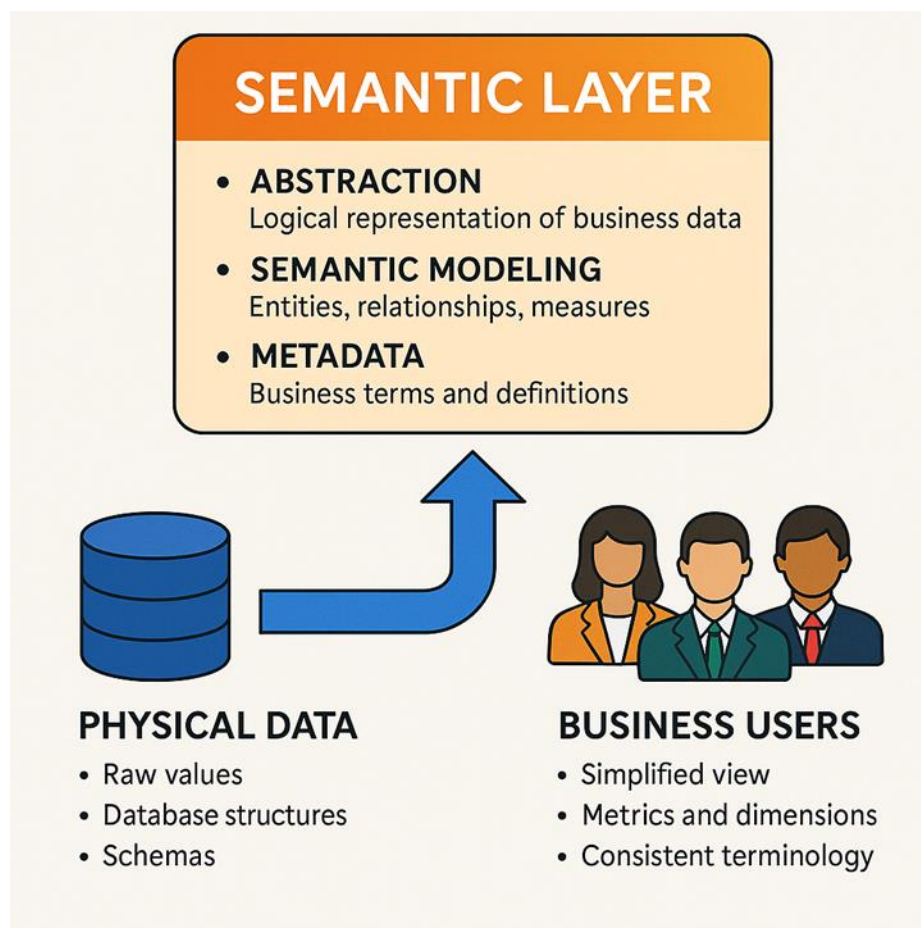 SEMANTIC LAYER
• ABSTRACTION
Logical representation of business data
• SEMANTIC MODELING
Entities, relationships, measures
• METADATA
Business terms and definitions
PHYSICAL DATA
• Raw values
• Database structures
• Schemas
BUSINESS USERS
• Simplified view
• Metrics and dimensions
• Consistent terminology